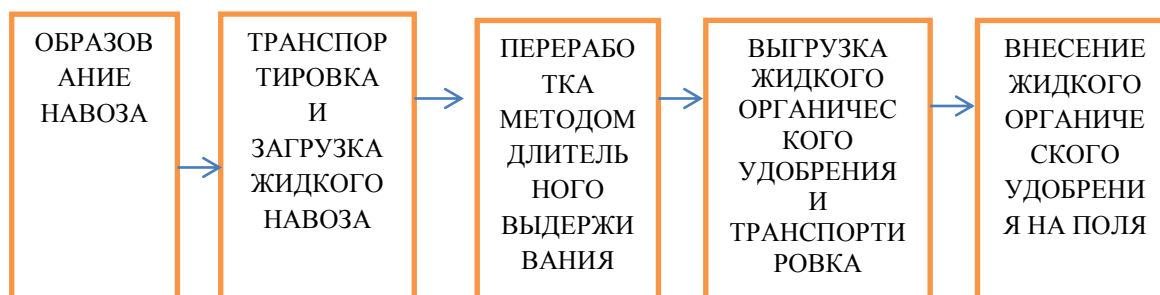 ОБРАЗОВ
АНИЕ
НАВОЗА
ТРАНСПОР
ТИРОВКА
И
ЗАГРУЗКА
ЖИДКОГО
НАВОЗА
ПЕРЕРАБО
ТКА
МЕТОДОМ
ДЛИТЕЛЬ
НОГО
ВЫДЕРЖИ
ВАНИЯ
ВЫГРУЗКА
ЖИДКОГО
ОРГАНИЧЕС
КОГО
УДОБРЕНИЯ
И
ТРАНСПОРТИ
РОВКА
ВНЕСЕНИЕ
ЖИДКОГО
ОРГАНИЧЕ
СКОГО
УДОБРЕНИ
Я НА ПОЛЯ